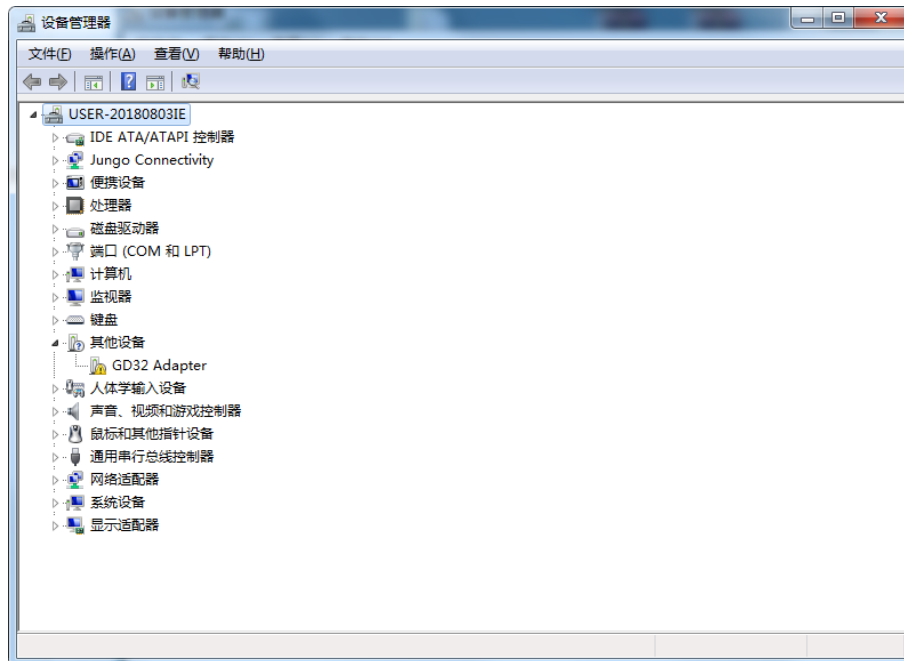 设备管理器
文件(F) 操作(A) 查看(V) 帮助(H)
USER-20180803IE
IDE ATA/ATAPI 控制器
Jungo Connectivity
便携设备
处理器
磁盘驱动器
端口 (COM 和 LPT)
计算机
监视器
键盘
其他设备
GD32 Adapter
人体学输入设备
声音、视频和游戏控制器
鼠标和其他指针设备
通用串行总线控制器
网络适配器
系统设备
显示适配器